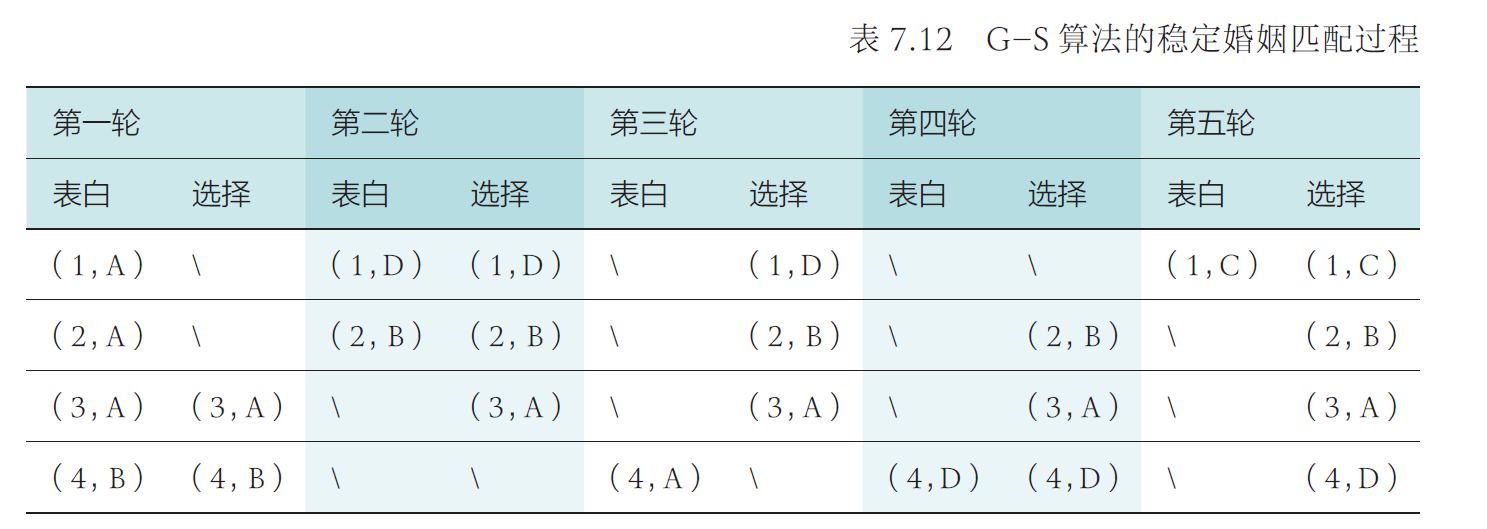 表 7.12 G-S 算法的稳定婚姻匹配过程
第一轮 第二轮 第三轮 第四轮 第五轮
表白 选择 表白 选择 表白 选择 表白 选择 表白 选择
(1,A) \ (1,D) (1,D) \ (1,D) \ \ (1,C) (1,C)
(2,A) \ (2,B) (2,B) \ (2,B) \ (2,B) \ (2,B)
(3,A) (3,A) \ (3,A) \ (3,A) \ (3,A) \ (3,A)
(4,B) (4,B) \ \ (4,A) \ (4,D) (4,D) \ (4,D)